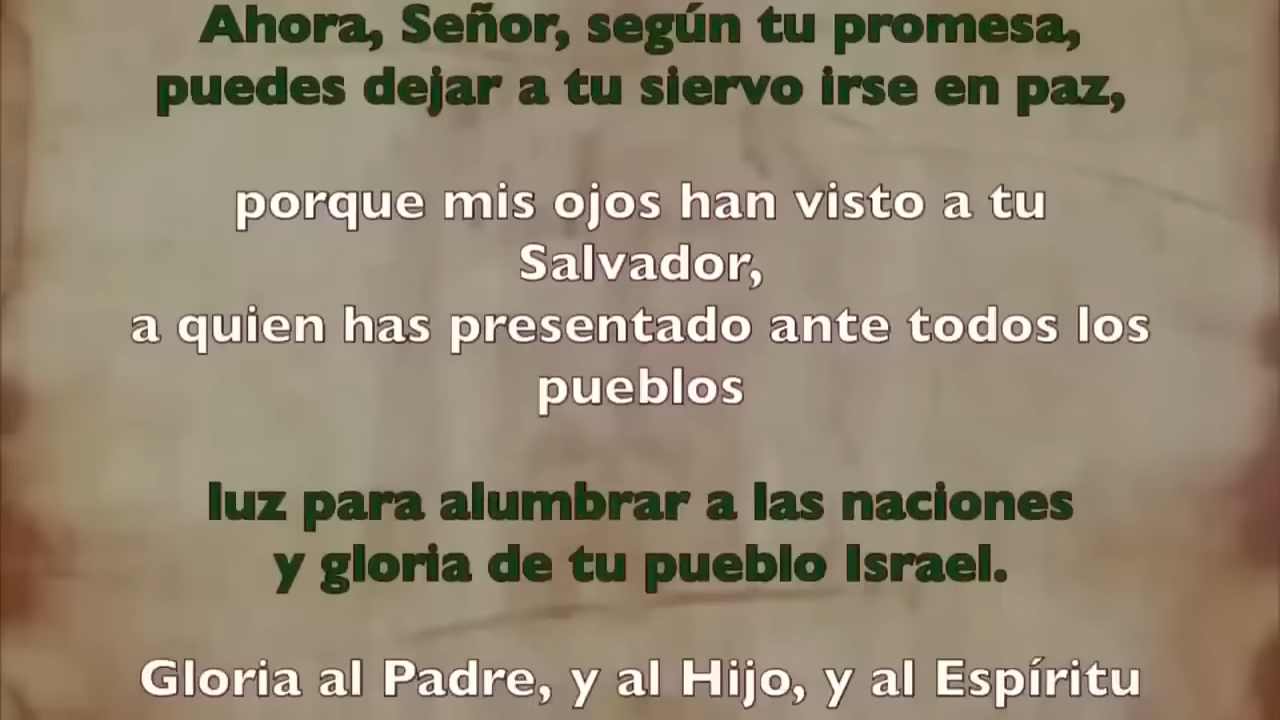 Ahora, Señor, según tu promesa,
puedes dejar a tu siervo irse en paz,
porque mis ojos han visto a tu
Salvador,
a quien has presentado ante todos los
pueblos
luz para alumbrar a las naciones
y gloria de tu pueblo Israel.
Gloria al Padre, y al Hijo, y al Espíritu